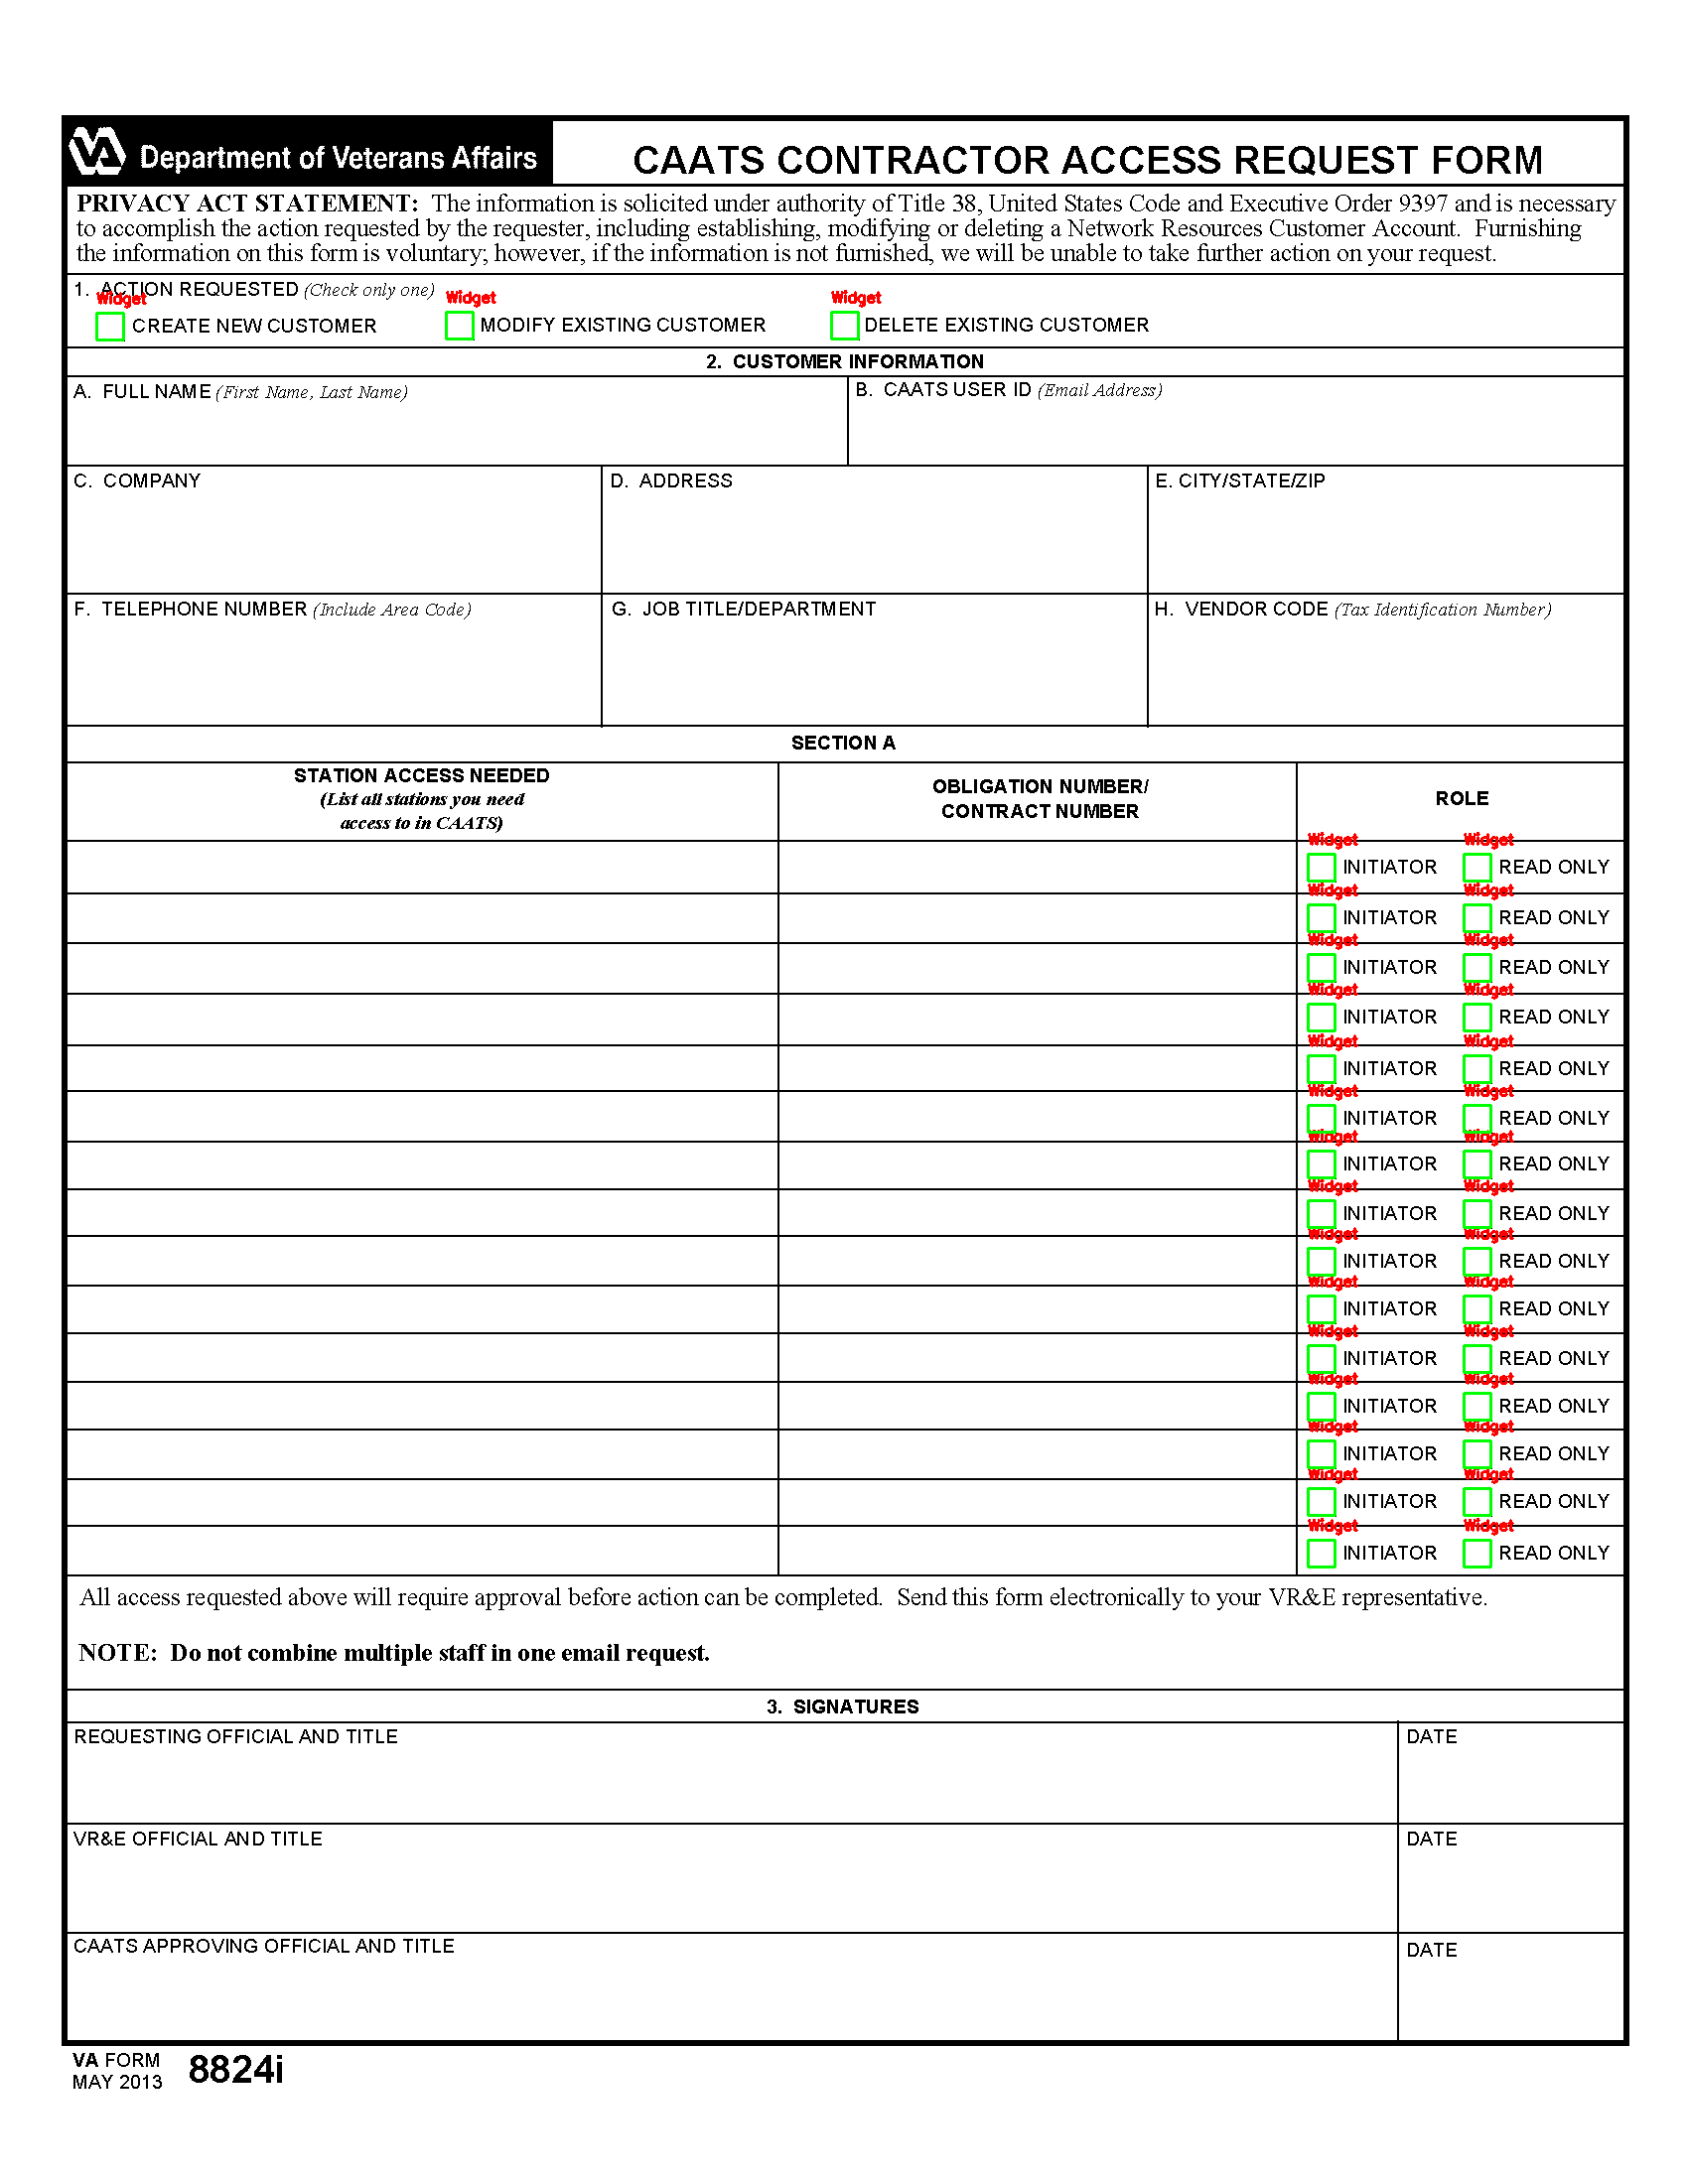 Department of Veterans Affairs
CAATS CONTRACTOR ACCESS REQUEST FORM
PRIVACY ACT STATEMENT: The information is solicited under authority of Title 38, United States Code and Executive Order 9397 and is necessary
to accomplish the action requested by the requester, including establishing, modifying or deleting a Network Resources Customer Account. Furnishing
the information on this form is voluntary; however, if the information is not furnished, we will be unable to take further action on your request.
1. ACTION REQUESTED (Check only one)
Widget Widget Widget
CREATE NEW CUSTOMER MODIFY EXISTING CUSTOMER DELETE EXISTING CUSTOMER
2. CUSTOMER INFORMATION
A. FULL NAME (First Name, Last Name) B. CAATS USER ID (Email Address)
C. COMPANY D. ADDRESS E. CITY/STATE/ZIP
F. TELEPHONE NUMBER (Include Area Code) G. JOB TITLE/DEPARTMENT H. VENDOR CODE (Tax Identification Number)
SECTION A
STATION ACCESS NEEDED
(List all stations you need
access to in CAATS)
OBLIGATION NUMBER/
CONTRACT NUMBER
ROLE
Widget Widget
INITIATOR READ ONLY
Widget Widget
INITIATOR READ ONLY
Widget Widget
INITIATOR READ ONLY
Widget Widget
INITIATOR READ ONLY
Widget Widget
INITIATOR READ ONLY
Widget Widget
INITIATOR READ ONLY
Widget Widget
INITIATOR READ ONLY
Widget Widget
INITIATOR READ ONLY
Widget Widget
INITIATOR READ ONLY
Widget Widget
INITIATOR READ ONLY
Widget Widget
INITIATOR READ ONLY
Widget Widget
INITIATOR READ ONLY
Widget Widget
INITIATOR READ ONLY
Widget Widget
INITIATOR READ ONLY
Widget Widget
INITIATOR READ ONLY
All access requested above will require approval before action can be completed. Send this form electronically to your VR&E representative.
NOTE: Do not combine multiple staff in one email request.
3. SIGNATURES
REQUESTING OFFICIAL AND TITLE DATE
VR&E OFFICIAL AND TITLE DATE
CAATS APPROVING OFFICIAL AND TITLE DATE
VA FORM
MAY 2013 8824i